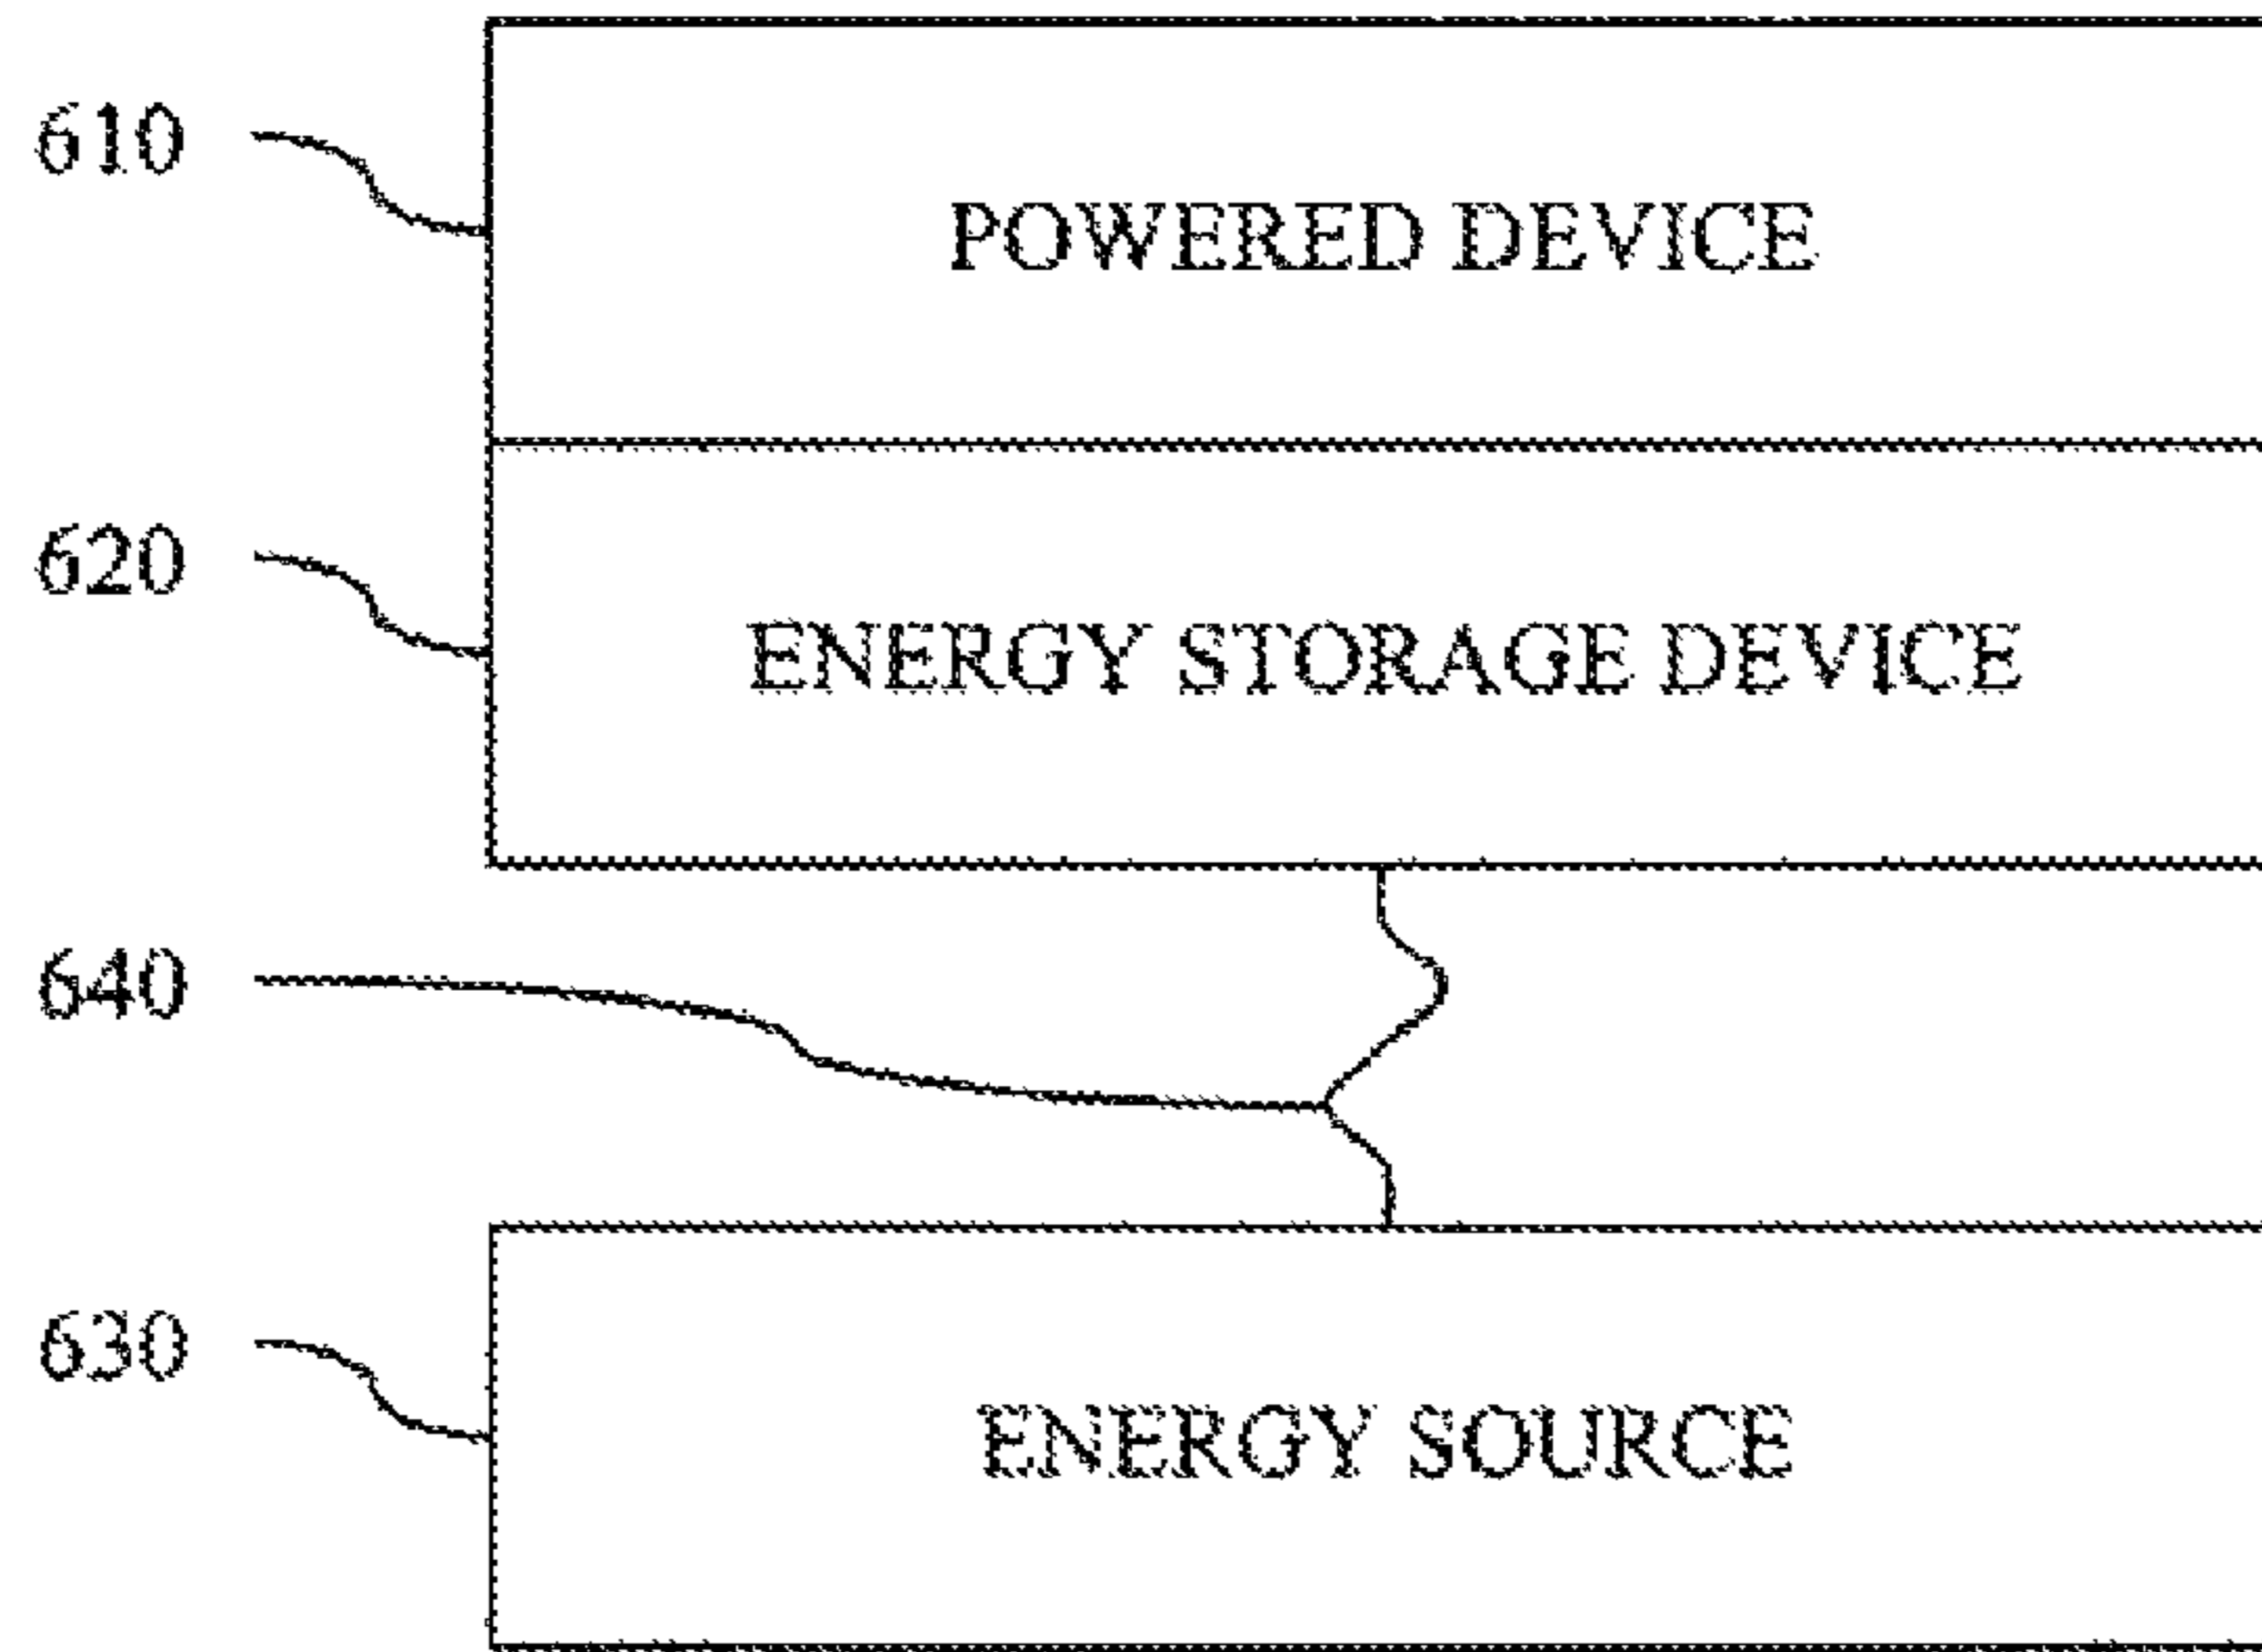 610
POWERED DEVICE
620
ENERGY STORAGE DEVICE
640
630
ENERGY SOURCE